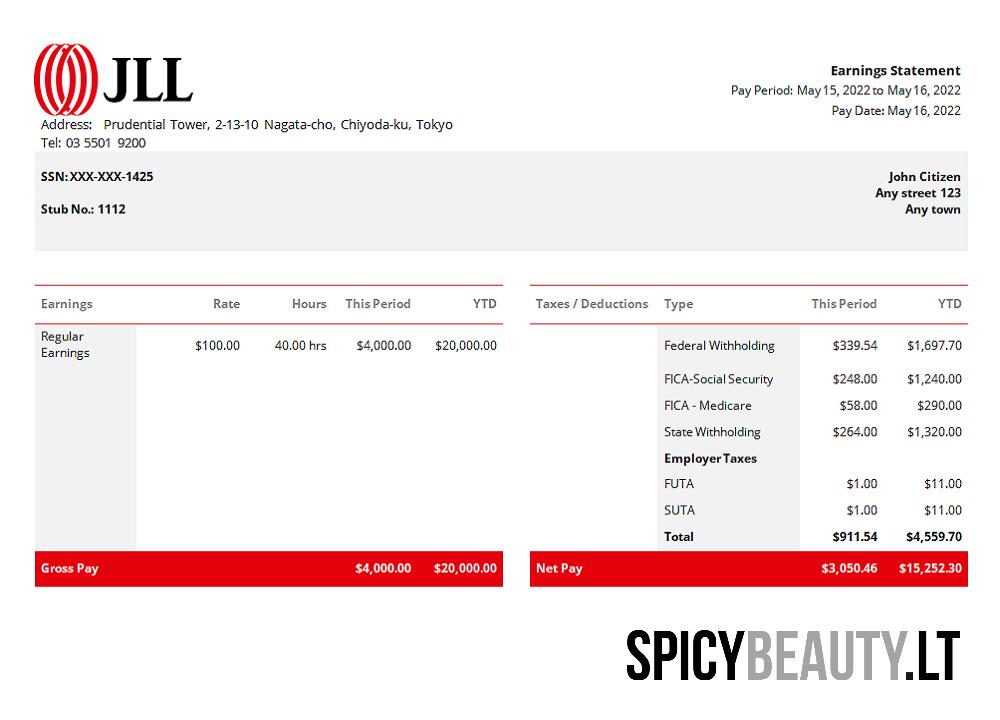 JLL
Address: Prudential Tower, 2-13-10 Nagata-cho, Chiyoda-ku, Tokyo
Tel: 03 5501 9200
Earnings Statement
Pay Period: May 15, 2022 to May 16, 2022
Pay Date: May 16, 2022
SSN: XXX-XXX-1425
Stub No.: 1112
John Citizen
Any street 123
Any town
Earnings Rate Hours This Period YTD
Regular
Earnings
$100.00 40.00 hrs $4,000.00 $20,000.00
Gross Pay $4,000.00 $20,000.00
Taxes / Deductions Type This Period YTD
Federal Withholding $339.54 $1,697.70
FICA-Social Security $248.00 $1,240.00
FICA - Medicare $58.00 $290.00
State Withholding $264.00 $1,320.00
Employer Taxes
FUTA $1.00 $11.00
SUTA $1.00 $11.00
Total $911.54 $4,559.70
Net Pay $3,050.46 $15,252.30
SPICYBEAUTY.LT